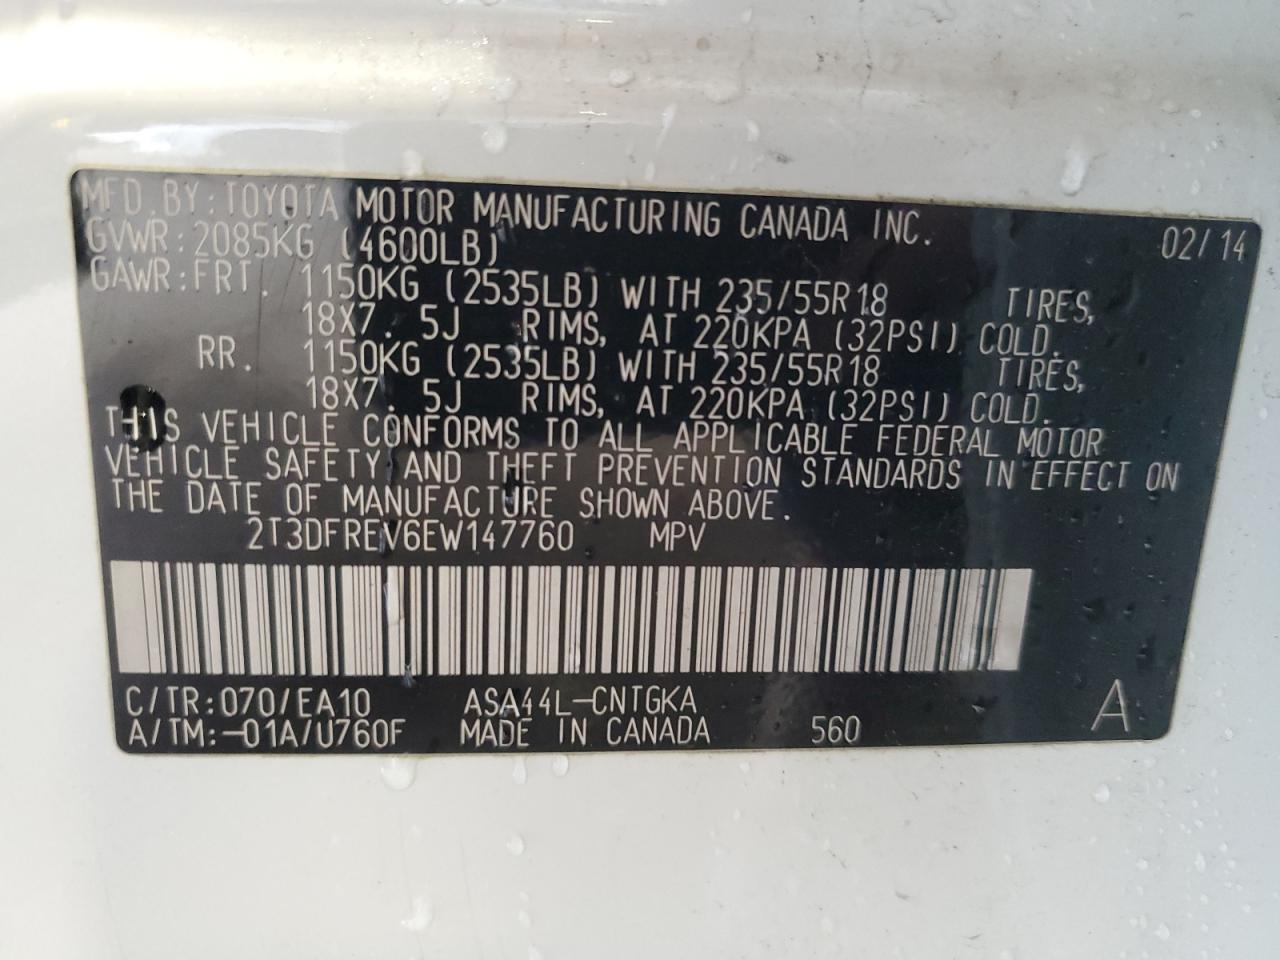 MFD. BY: TOYOTA MOTOR MANUFACTURING CANADA INC. 02/14
GVWR: 2085KG (4600LB)
GAWR: FRT. 1150KG (2535LB) WITH 235/55R18 TIRES,
18X7.5J RIMS, AT 220KPA (32PSI) COLD.
RR. 1150KG (2535LB) WITH 235/55R18 TIRES,
18X7.5J RIMS, AT 220KPA (32PSI) COLD.
THIS VEHICLE CONFORMS TO ALL APPLICABLE FEDERAL MOTOR
VEHICLE SAFETY AND THEFT PREVENTION STANDARDS IN EFFECT ON
THE DATE OF MANUFACTURE SHOWN ABOVE.
2T3DFREV6EW147760 MPV
C/TR: 070/EA10 ASA44L-CNTGKA
A/TM: -01A/U760F MADE IN CANADA 560 A